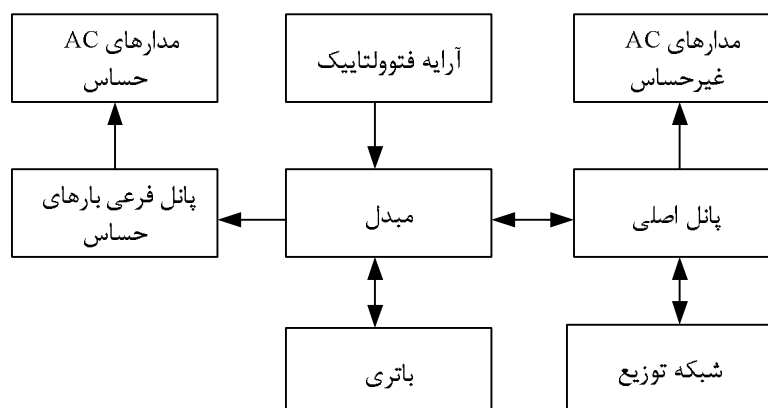 مدارهای AC
غیرحساس
آرایه فتوولتاییک
مدارهای AC
حساس
پانل اصلی
مبدل
پانل فرعی بارهای
حساس
شبکه توزیع
باتری